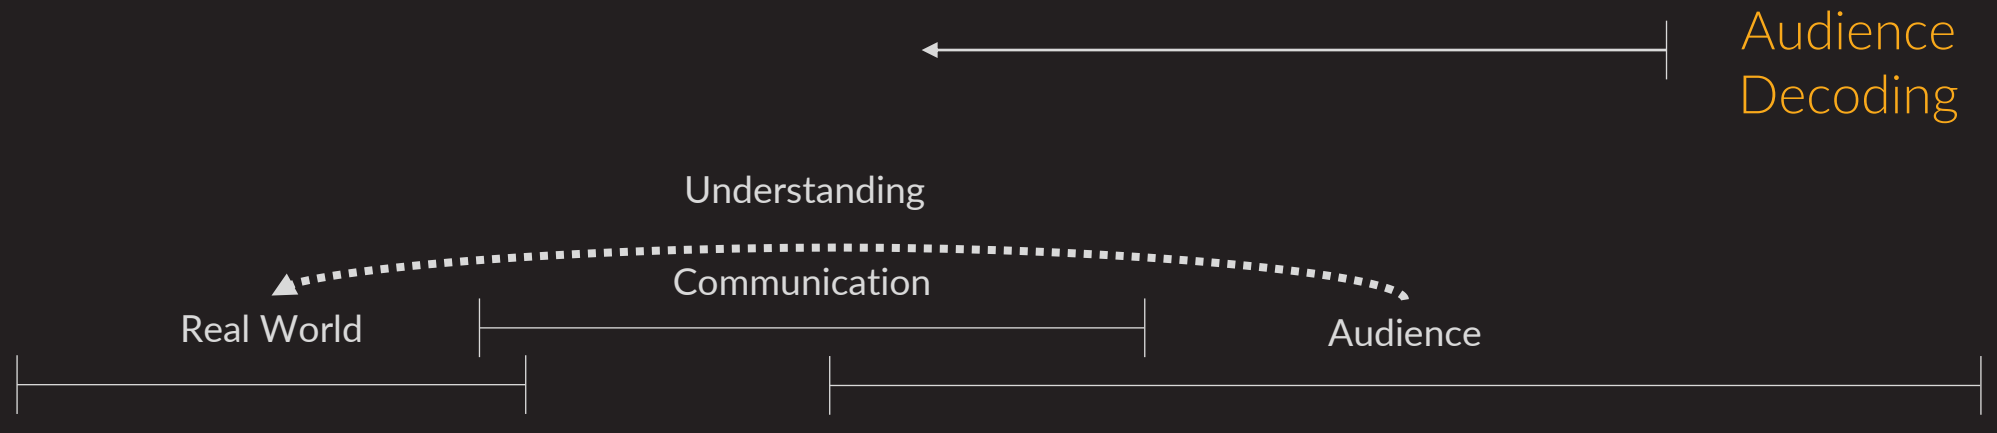 Audience
Decoding
Understanding
Communication
Real World
Audience